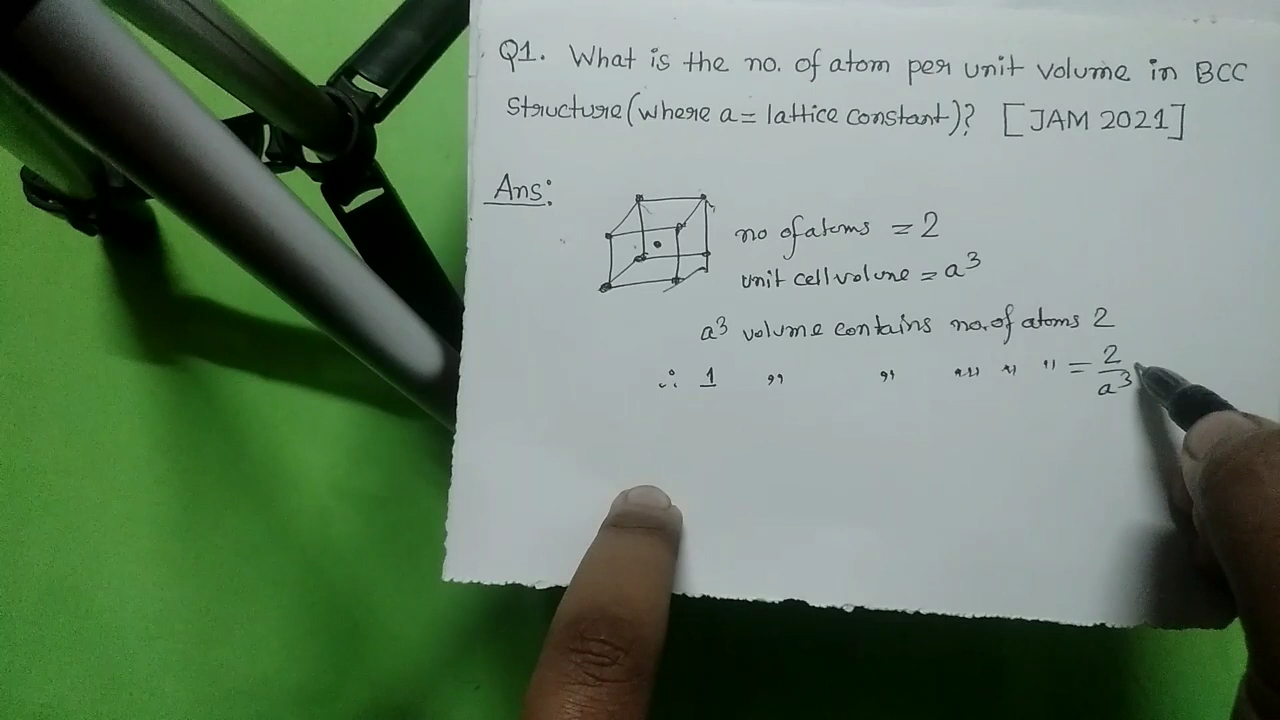 Q1. What is the no. of atom per unit volume in BCC
Structure (where a = lattice constant)? [JAM 2021]
Ans:
no of atoms = 2
unit cell volume = a³
a³ volume contains no. of atoms 2
∴ 1 " " " " " = 2/a³